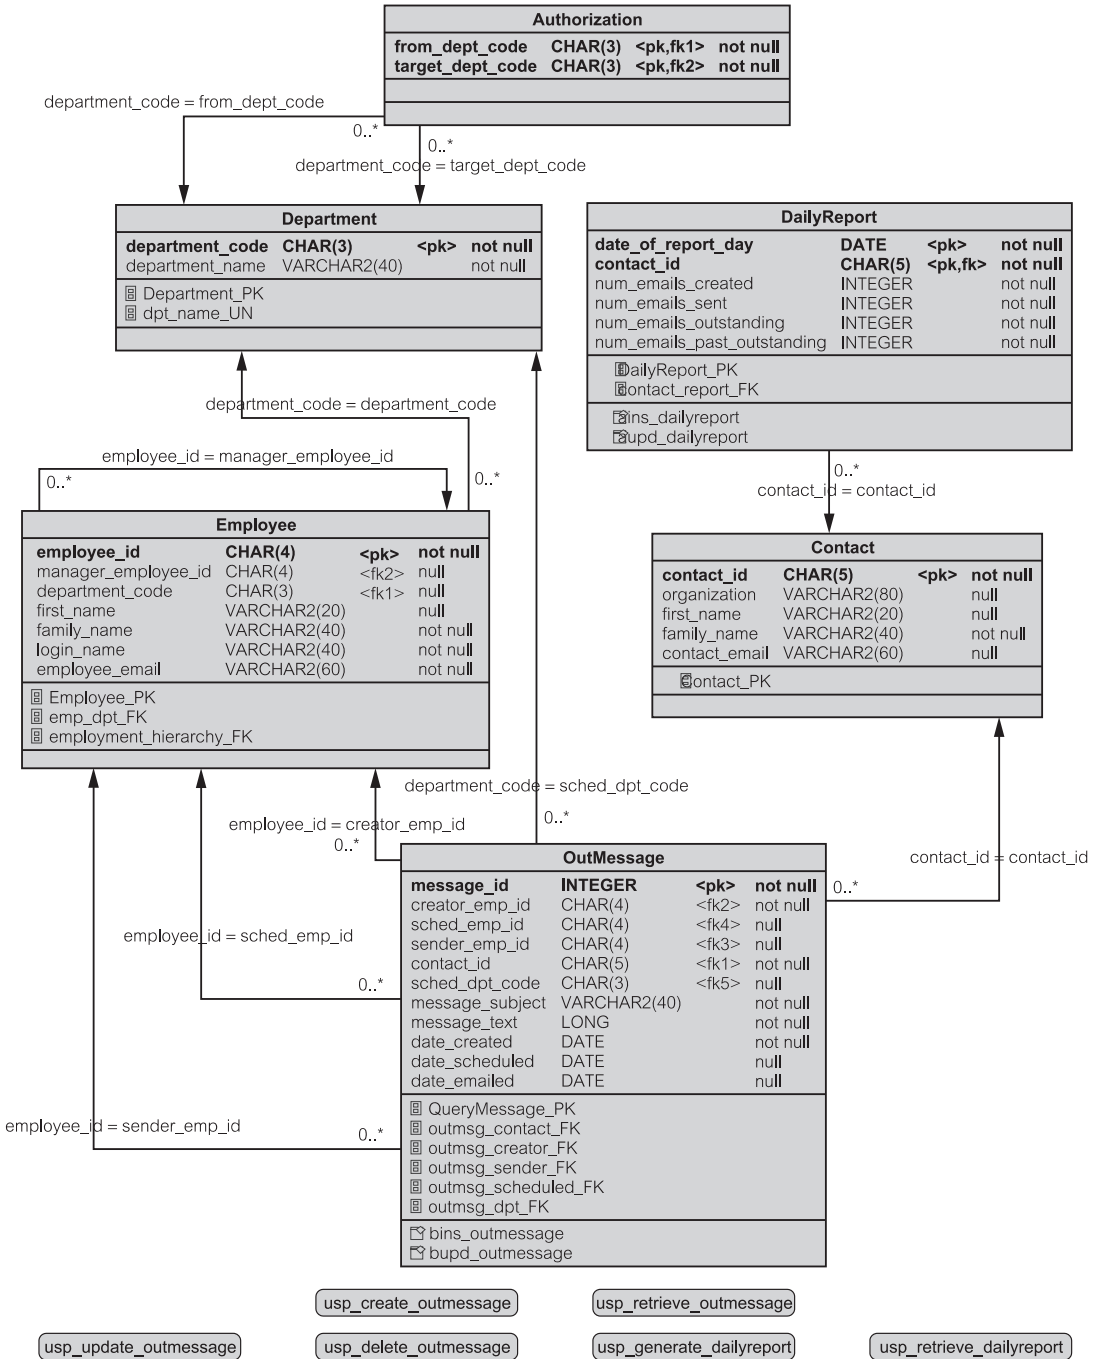 Authorization
from_dept_code CHAR(3) <pk,fk1> not null
target_dept_code CHAR(3) <pk,fk2> not null
department_code = from_dept_code
0..*
0..*
department_code = target_dept_code
Department
department_code CHAR(3) <pk> not null
department_name VARCHAR2(40) not null
Department_PK
dpt_name_UN
DailyReport
date_of_report_day DATE <pk> not null
contact_id CHAR(5) <pk,fk> not null
num_emails_created INTEGER not null
num_emails_sent INTEGER not null
num_emails_outstanding INTEGER not null
num_emails_past_outstanding INTEGER not null
DailyReport_PK
Contact_report_FK
ains_dailyreport
aupd_dailyreport
department_code = department_code
employee_id = manager_employee_id
0..*
0..*
0..*
contact_id = contact_id
Employee
employee_id CHAR(4) <pk> not null
manager_employee_id CHAR(4) <fk2> null
department_code CHAR(3) <fk1> null
first_name VARCHAR2(20) null
family_name VARCHAR2(40) not null
login_name VARCHAR2(40) not null
employee_email VARCHAR2(60) not null
Employee_PK
emp_dpt_FK
employment_hierarchy_FK
Contact
contact_id CHAR(5) <pk> not null
organization VARCHAR2(80) null
first_name VARCHAR2(20) null
family_name VARCHAR2(40) not null
contact_email VARCHAR2(60) null
Contact_PK
department_code = sched_dpt_code
0..*
employee_id = creator_emp_id
0..*
OutMessage
message_id INTEGER <pk> not null
creator_emp_id CHAR(4) <fk2> not null
sched_emp_id CHAR(4) <fk4> null
sender_emp_id CHAR(4) <fk3> null
contact_id CHAR(5) <fk1> not null
sched_dpt_code CHAR(3) <fk5> null
message_subject VARCHAR2(40) not null
message_text LONG not null
date_created DATE not null
date_scheduled DATE null
date_emailed DATE null
QueryMessage_PK
outmsg_contact_FK
outmsg_creator_FK
outmsg_sender_FK
outmsg_scheduled_FK
outmsg_dpt_FK
bins_outmessage
bupd_outmessage
contact_id = contact_id
0..*
employee_id = sched_emp_id
0..*
employee_id = sender_emp_id
0..*
usp_create_outmessage
usp_retrieve_outmessage
usp_update_outmessage
usp_delete_outmessage
usp_generate_dailyreport
usp_retrieve_dailyreport